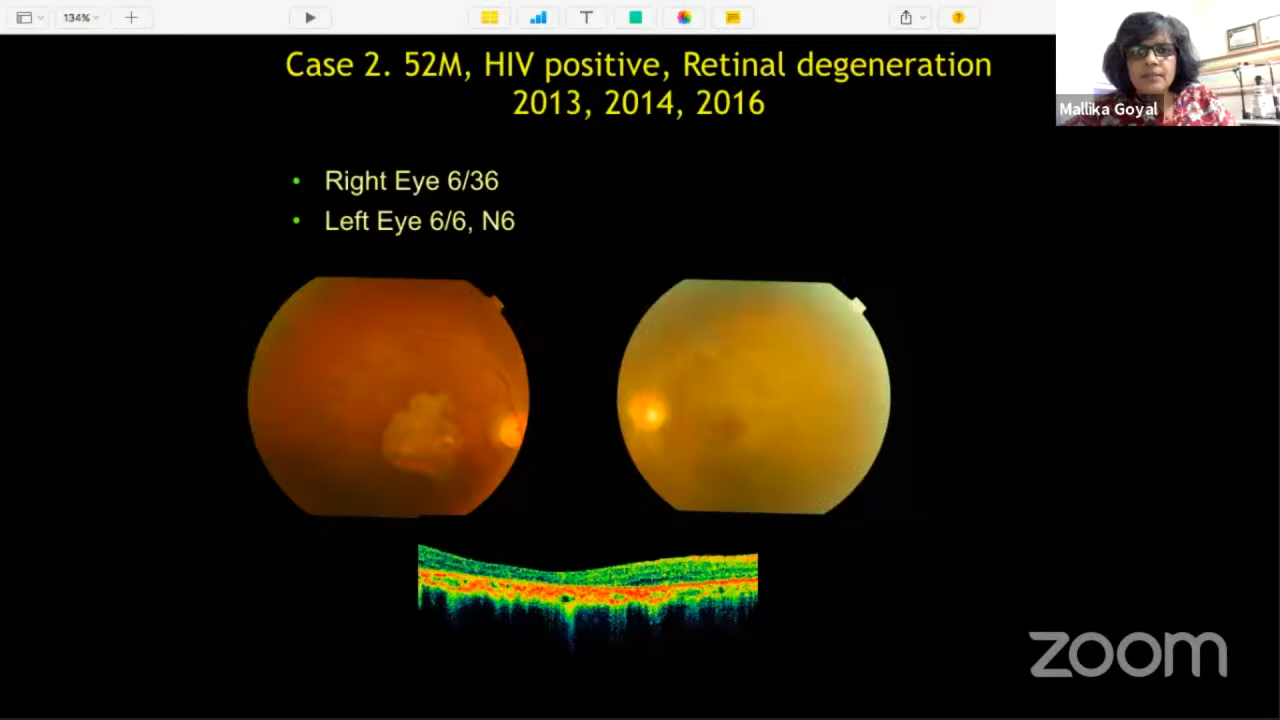 134%
Case 2. 52M, HIV positive, Retinal degeneration
2013, 2014, 2016
Mallika Goyal
• Right Eye 6/36
• Left Eye 6/6, N6
zoom